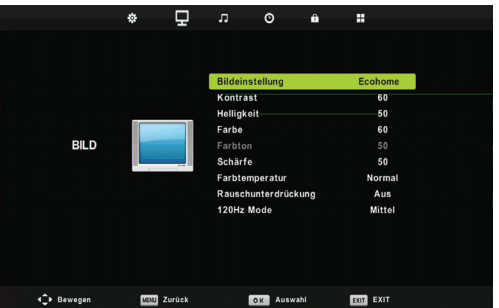 Bildeinstellung Ecohome
Kontrast 60
Helligkeit 50
Farbe 60
BILD
Farbton 50
Schärfe 50
Farbtemperatur Normal
Rauschunterdrückung Aus
120Hz Mode Mittel
Bewegen MENU Zurück OK Auswahl EXIT EXIT